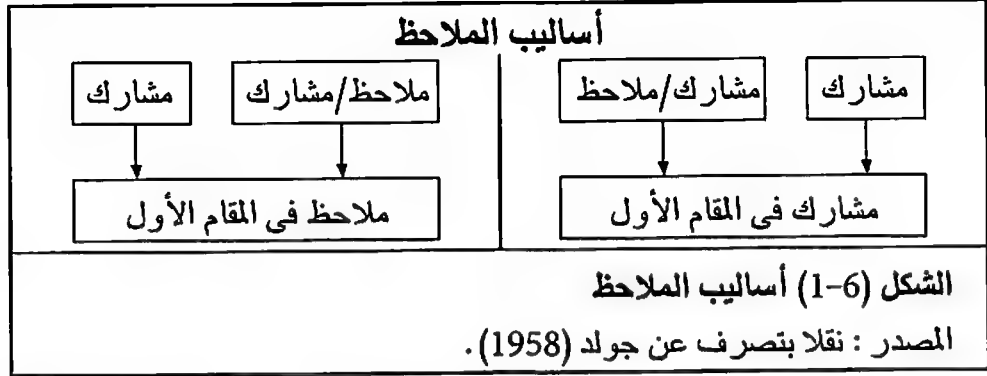 أساليب الملاحظ
مشارك
مشارك/ملاحظ
ملاحظ/مشارك
مشارك
مشارك فى المقام الأول
ملاحظ فى المقام الأول
الشكل (6-1) أساليب الملاحظ
المصدر : نقلا بتصرف عن جولد (1958).